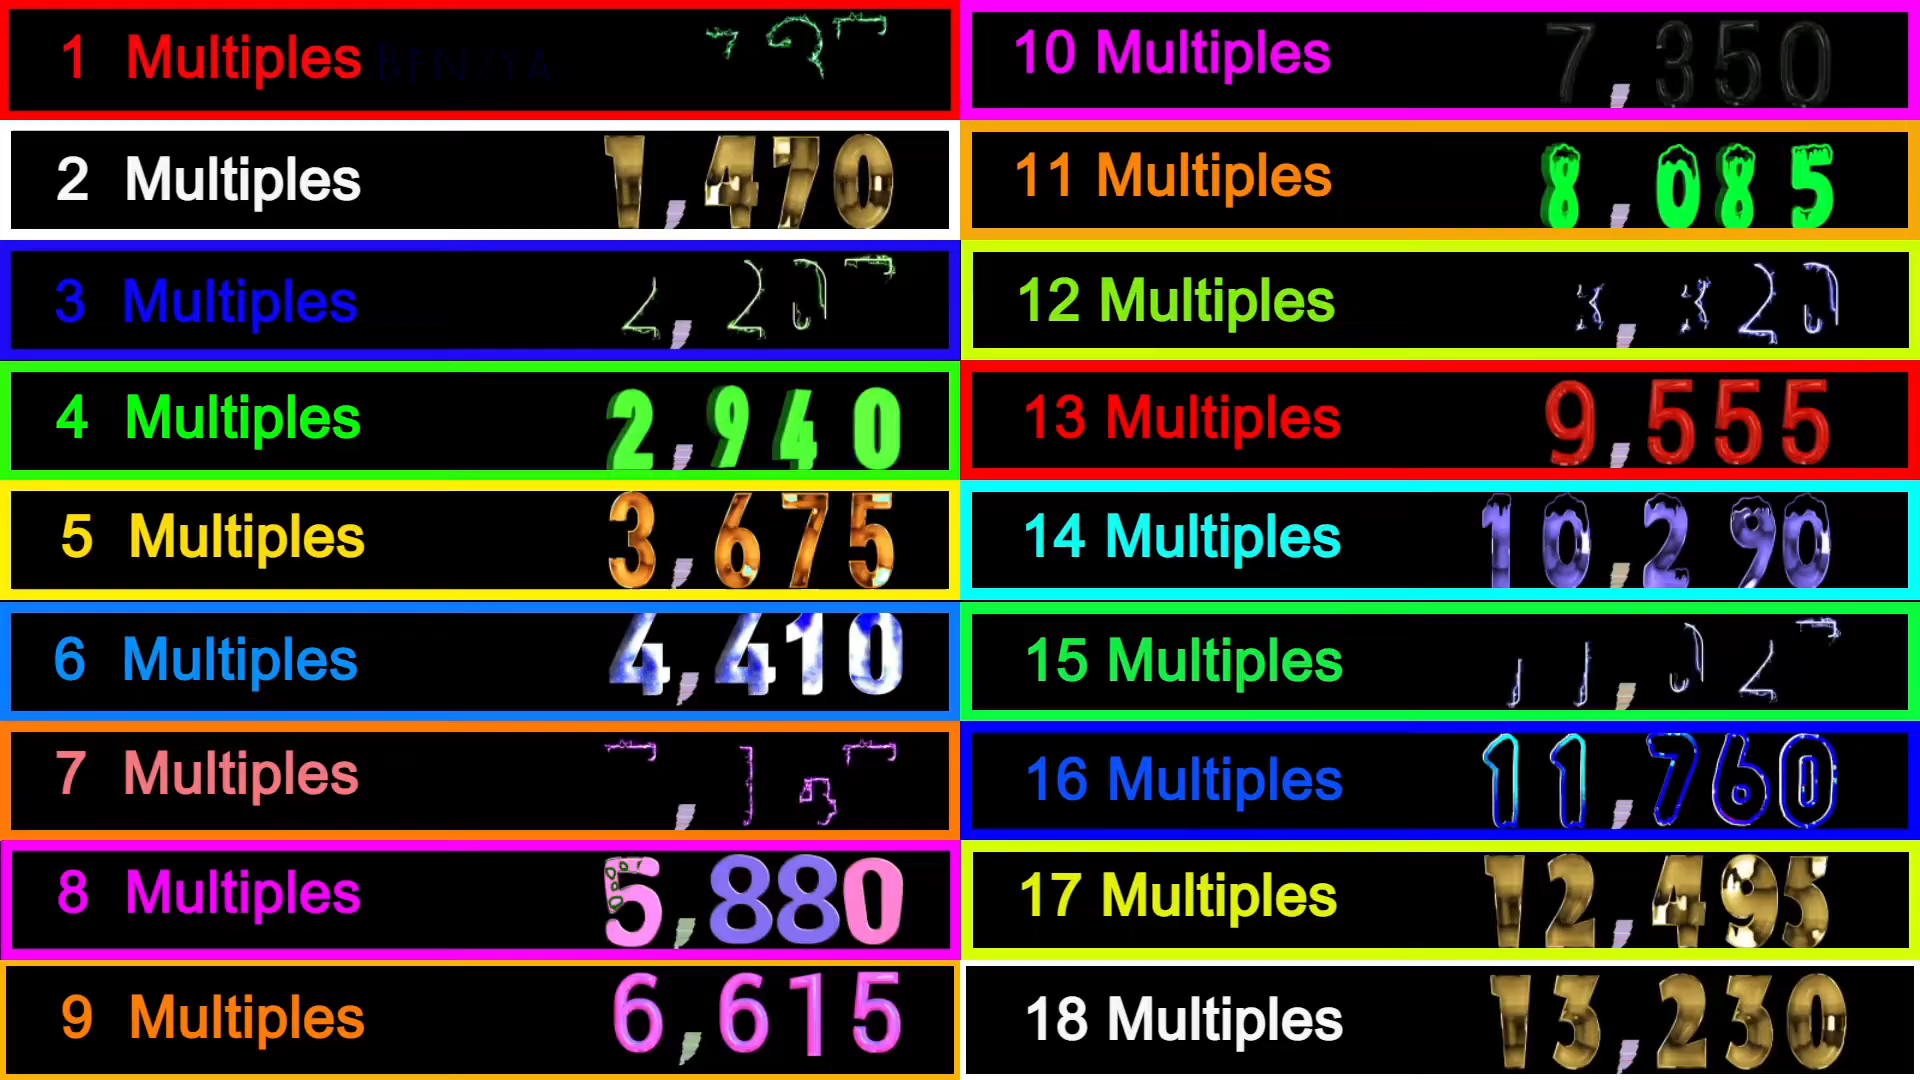 1 Multiples
2 Multiples 1,470
3 Multiples
4 Multiples 2,940
5 Multiples 3,675
6 Multiples 4,410
7 Multiples
8 Multiples 5,880
9 Multiples 6,615
10 Multiples 7,350
11 Multiples 8,085
12 Multiples
13 Multiples 9,555
14 Multiples 10,290
15 Multiples
16 Multiples 11,760
17 Multiples 12,495
18 Multiples 13,230